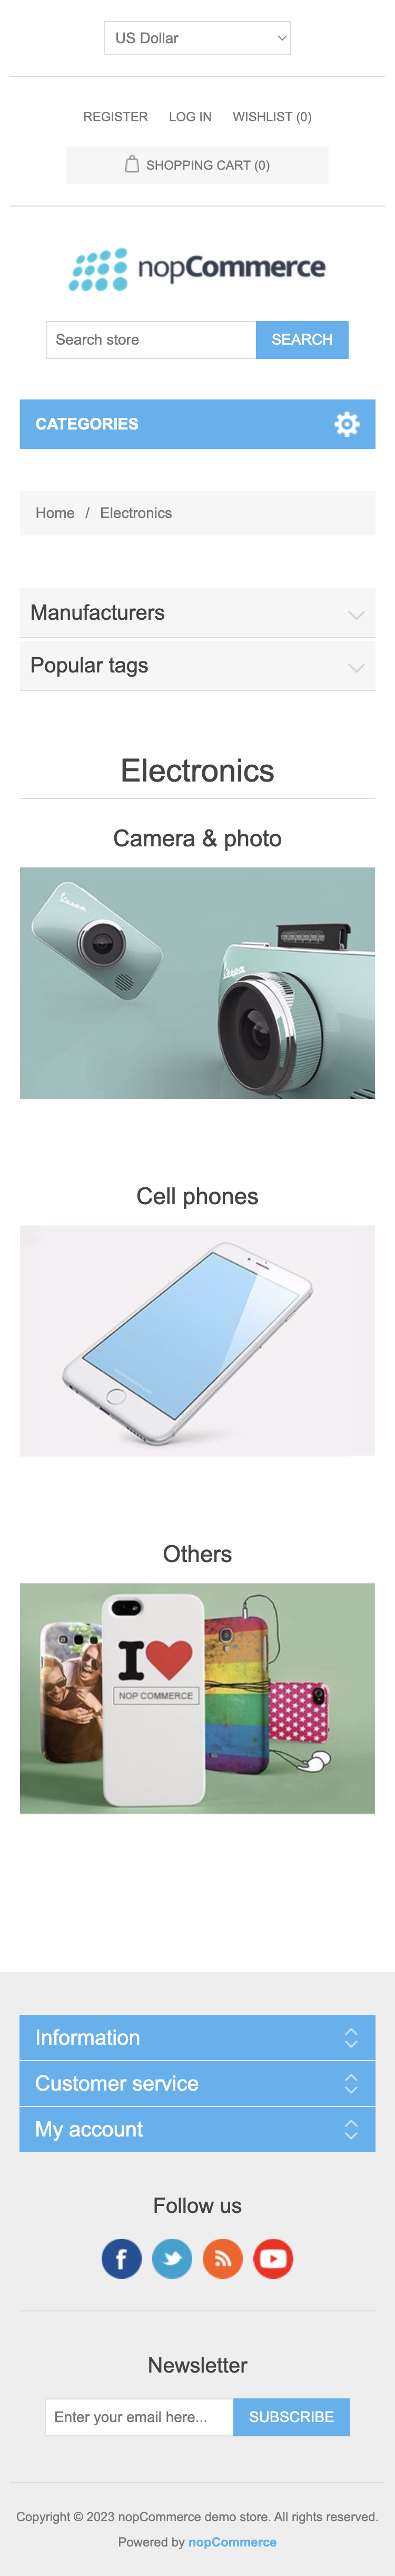 US Dollar
REGISTER LOG IN WISHLIST (0)
SHOPPING CART (0)
nopCommerce
Search store SEARCH
CATEGORIES
Home / Electronics
Manufacturers
Popular tags
Electronics
Camera & photo
Vespa
Vespa
Cell phones
Others
I
NOP COMMERCE
Information
Customer service
My account
Follow us
f
Newsletter
Enter your email here... SUBSCRIBE
Copyright © 2023 nopCommerce demo store. All rights reserved.
Powered by nopCommerce